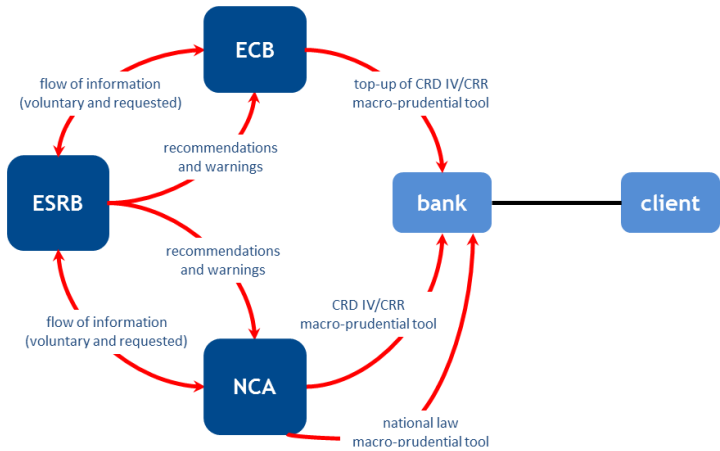 ECB
flow of information
(voluntary and requested)
top-up of CRD IV/CRR
macro-prudential tool
recommendations
and warnings
ESRB
bank
client
recommendations
and warnings
flow of information
(voluntary and requested)
CRD IV/CRR
macro-prudential tool
NCA
national law
macro-prudential tool